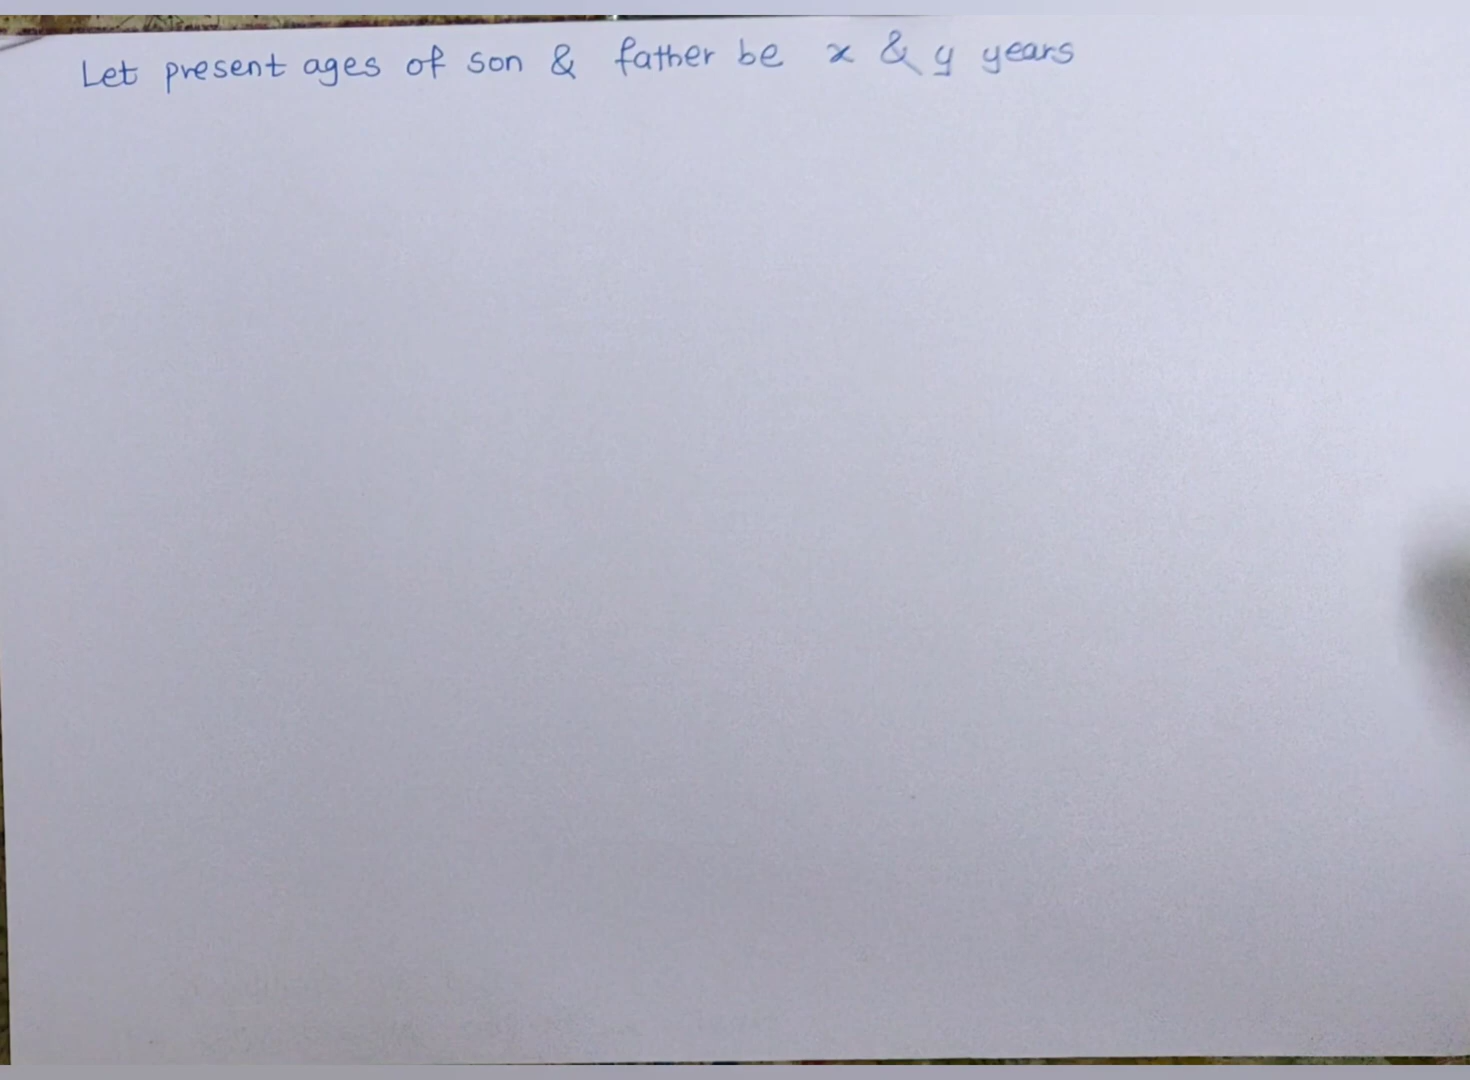 Let present ages of son & father be x & y years